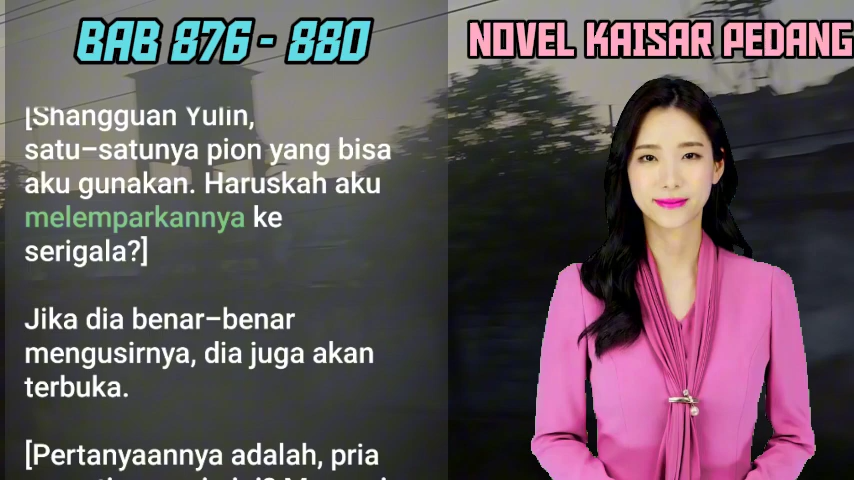 BAB 876 - 880
NOVEL KAISAR PEDANG
[Shangguan Yulin,
satu–satunya pion yang bisa
aku gunakan. Haruskah aku
melemparkannya ke
serigala?]
Jika dia benar–benar
mengusirnya, dia juga akan
terbuka.
[Pertanyaannya adalah, pria